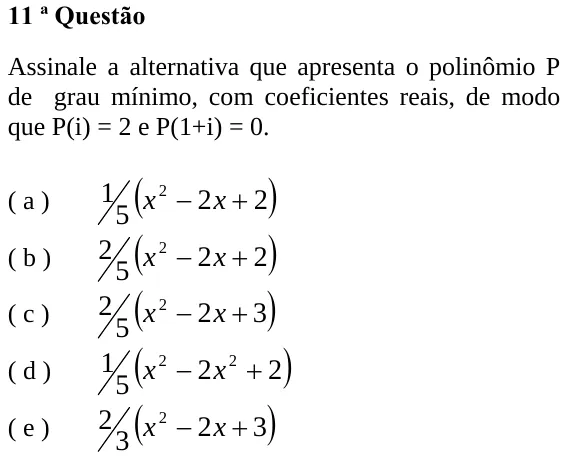 11 ª Questão
Assinale a alternativa que apresenta o polinômio P
de grau mínimo, com coeficientes reais, de modo
que P(i) = 2 e P(1+i) = 0.
( a ) 1/5 (x² − 2x + 2)
( b ) 2/5 (x² − 2x + 2)
( c ) 2/5 (x² − 2x + 3)
( d ) 1/5 (x² − 2x² + 2)
( e ) 2/3 (x² − 2x + 3)